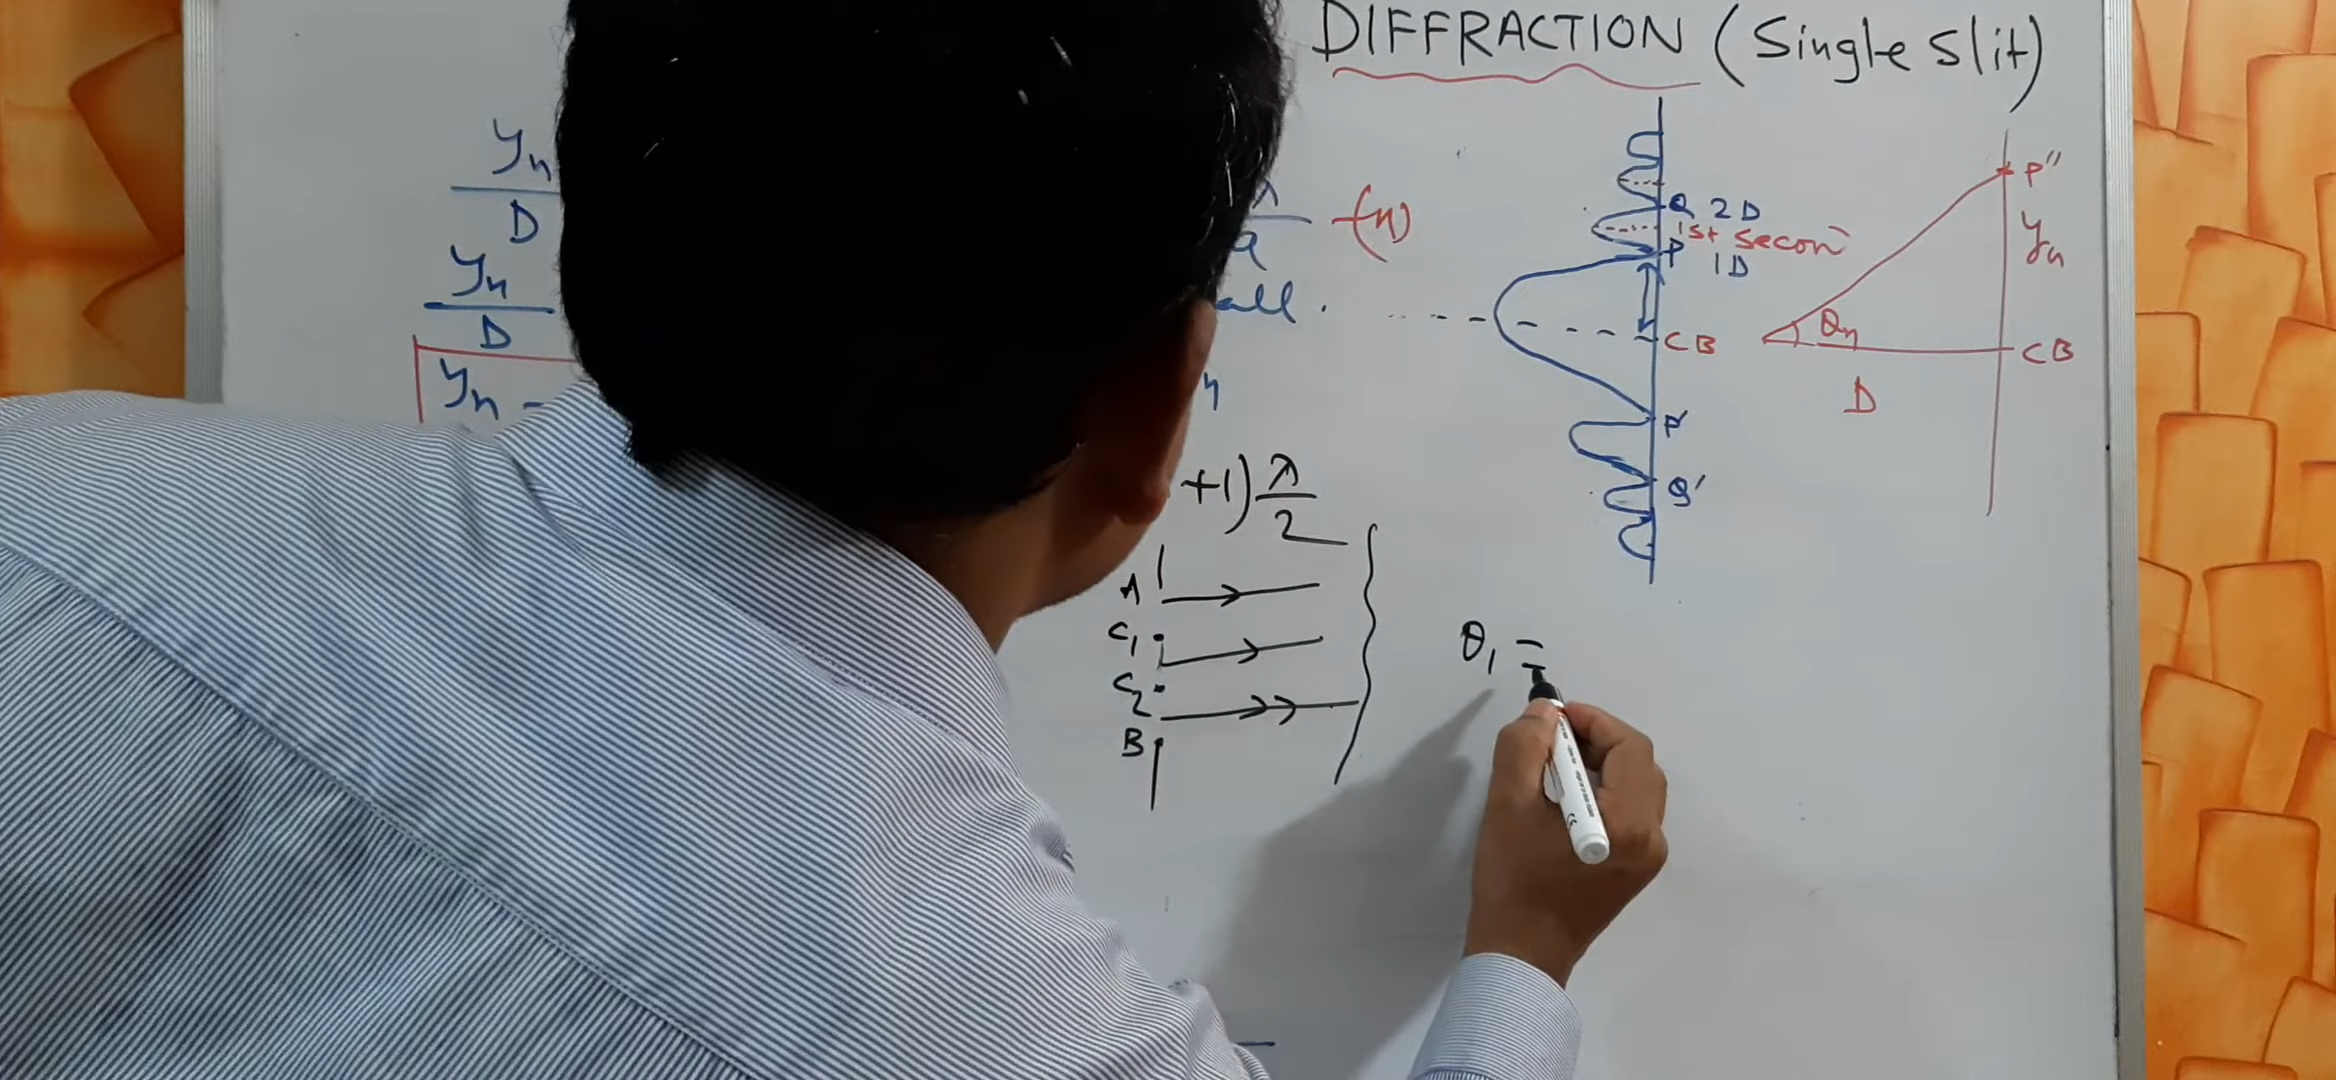 DIFFRACTION (Single Slit)
yn
D
λ
a
-(n)
yn
D
all.
yn -
n
+1) λ
2
A
C1
C2
B
θ1 =
Q 2D
1st secon
P 1D
CB
P'
Q'
P"
yn
θn
CB
D